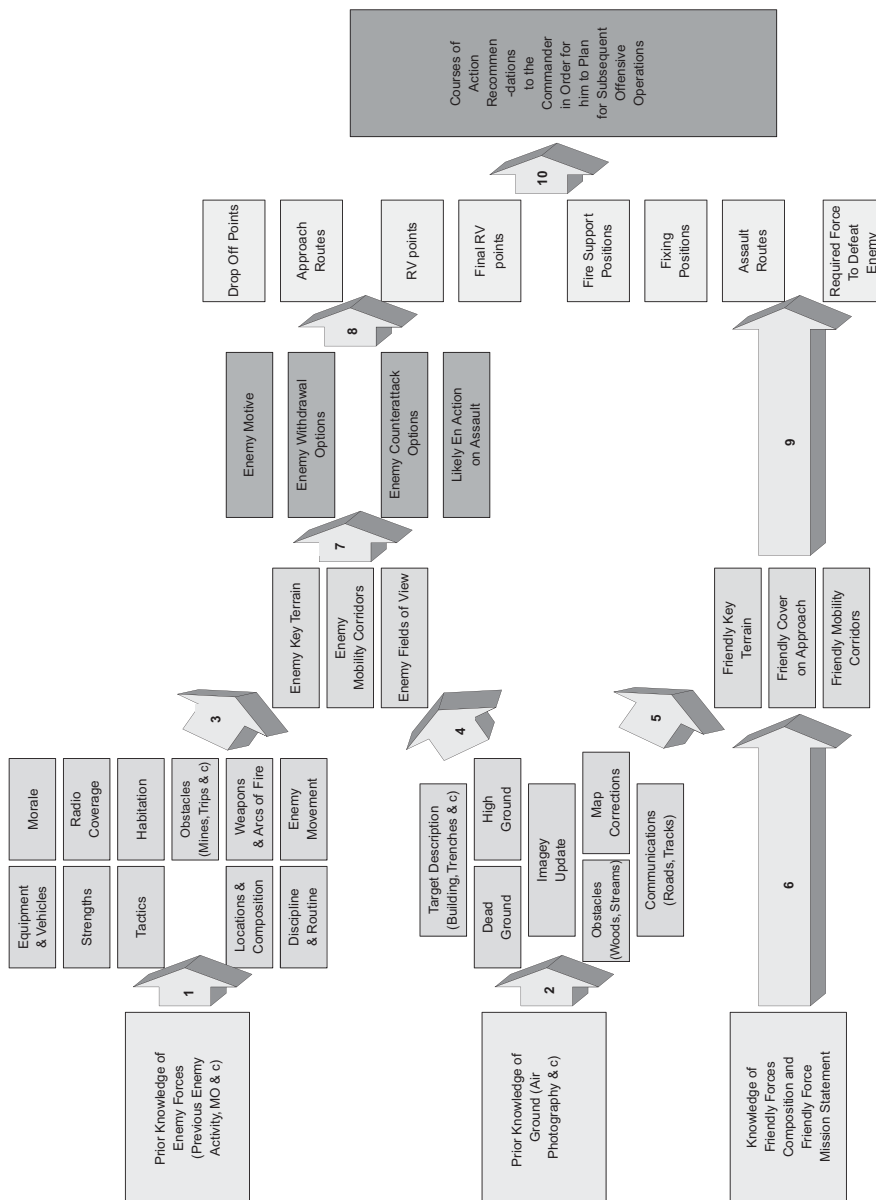 Prior Knowledge of
Enemy Forces
(Previous Enemy
Activity, MO & c)
Prior Knowledge of
Ground (Air
Photography & c)
Knowledge of
Friendly Forces
Composition and
Friendly Force
Mission Statement
1
2
6
Equipment
& Vehicles
Morale
Strengths
Radio
Coverage
Tactics
Habitation
Obstacles
(Mines, Trips & c)
Locations &
Composition
Weapons
& Arcs of Fire
Discipline
& Routine
Enemy
Movement
Target Description
(Building, Trenches & c)
Dead
Ground
High
Ground
Imagey
Update
Obstacles
(Woods, Streams)
Map
Corrections
Communications
(Roads, Tracks)
3
4
5
Enemy Key Terrain
Enemy
Mobility Corridors
Enemy Fields of View
Friendly Key
Terrain
Friendly Cover
on Approach
Friendly Mobility
Corridors
7
9
Enemy Motive
Enemy Withdrawal
Options
Enemy Counterattack
Options
Likely En Action
on Assault
8
Drop Off Points
Approach
Routes
RV points
Final RV
points
Fire Support
Positions
Fixing
Positions
Assault
Routes
Required Force
To Defeat
Enemy
10
Courses of
Action
Recommen
-dations
to the
Commander
in Order for
him to Plan
for Subsequent
Offensive
Operations